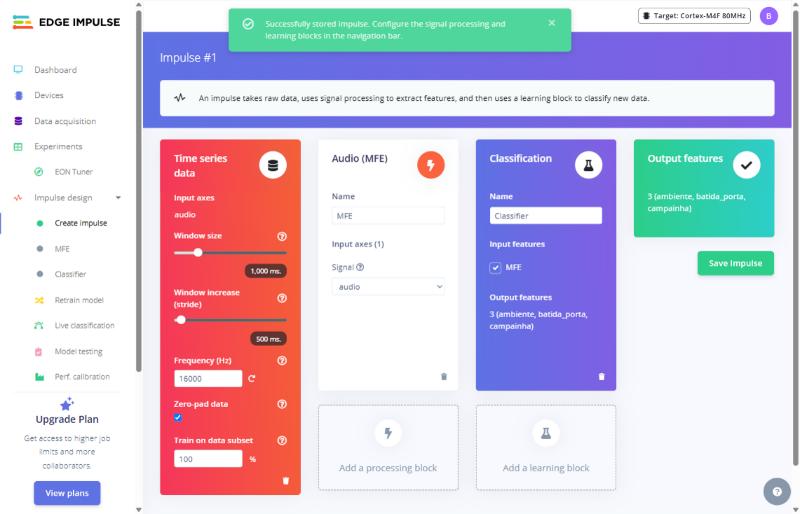 EDGE IMPULSE
Successfully stored impulse. Configure the signal processing and
learning blocks in the navigation bar.
Target: Cortex-M4F 80MHz
B
Dashboard
Devices
Data acquisition
Experiments
EON Tuner
Impulse design
Create impulse
MFE
Classifier
Retrain model
Live classification
Model testing
Perf. calibration
Upgrade Plan
Get access to higher job
limits and more
collaborators.
View plans
Impulse #1
An impulse takes raw data, uses signal processing to extract features, and then uses a learning block to classify new data.
Time series
data
Input axes
audio
Window size
1,000 ms.
Window increase
(stride)
500 ms.
Frequency (Hz)
16000
Zero-pad data
Train on data subset
100
%
Audio (MFE)
Name
MFE
Input axes (1)
Signal
audio
Add a processing block
Classification
Name
Classifier
Input features
MFE
Output features
3 (ambiente, batida_porta,
campainha)
Add a learning block
Output features
3 (ambiente, batida_porta,
campainha)
Save Impulse